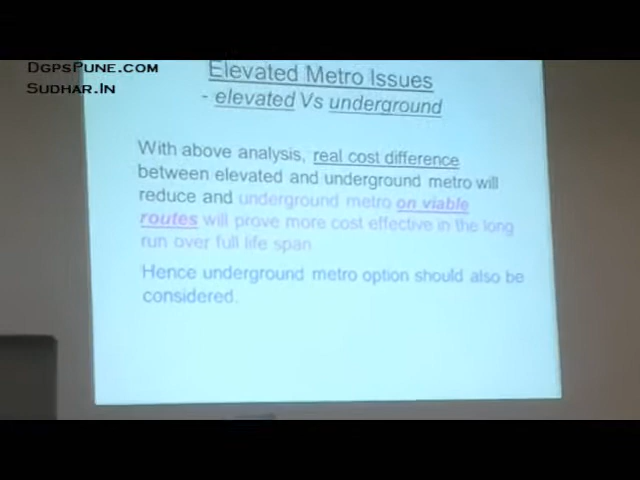 DgpsPune.com
Sudhar.In
Elevated Metro Issues
- elevated Vs underground
With above analysis, real cost difference
between elevated and underground metro will
reduce and underground metro on viable
routes will prove more cost effective in the long
run over full life span
Hence underground metro option should also be
considered.